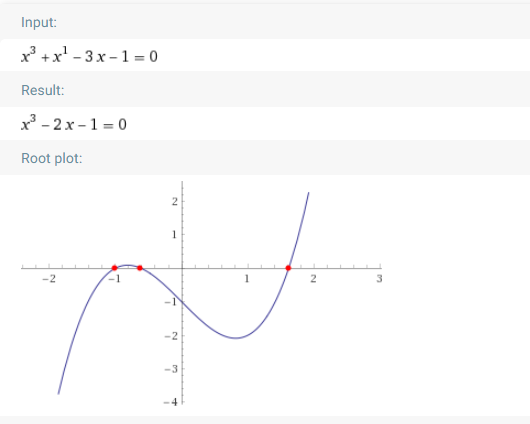 Input:
x³ + x¹ − 3 x − 1 = 0
Result:
x³ − 2 x − 1 = 0
Root plot:
2
1
−2 −1 1 2 3
−1
−2
−3
−4